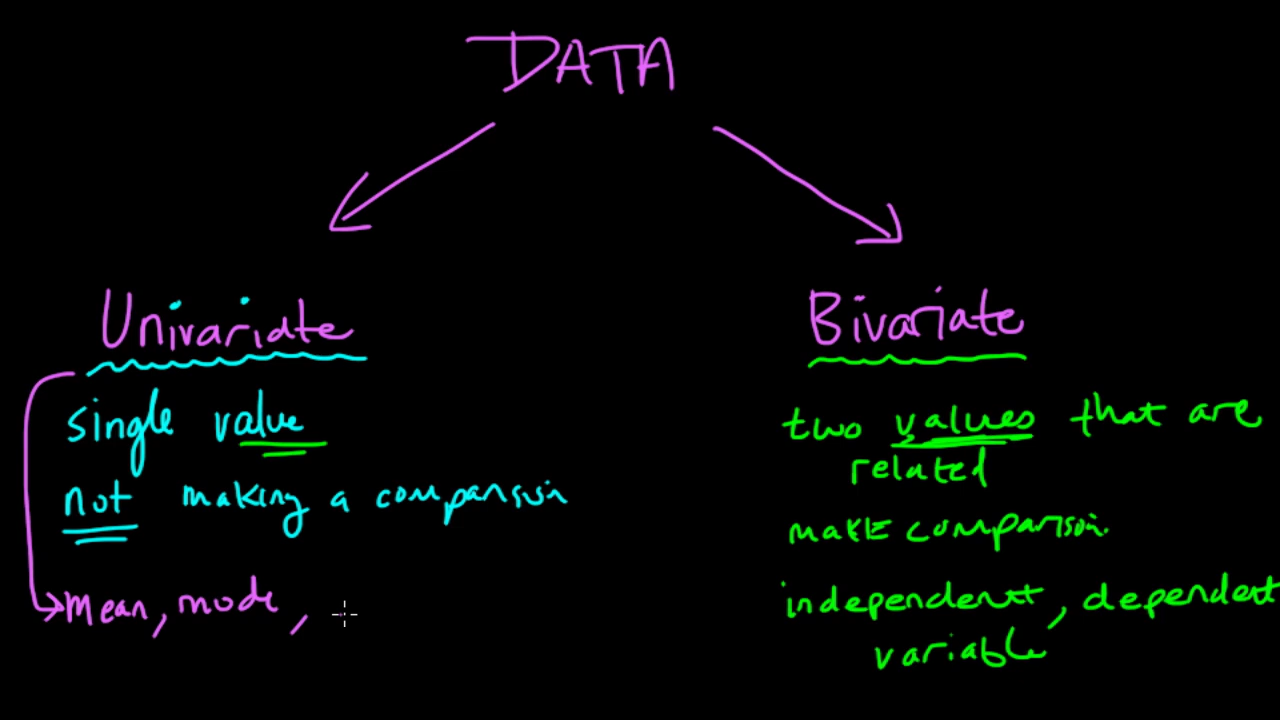 DATA
Univariate
single value
not making a comparison
mean, mode,
Bivariate
two values that are
related
make comparison.
independent, dependent
variable